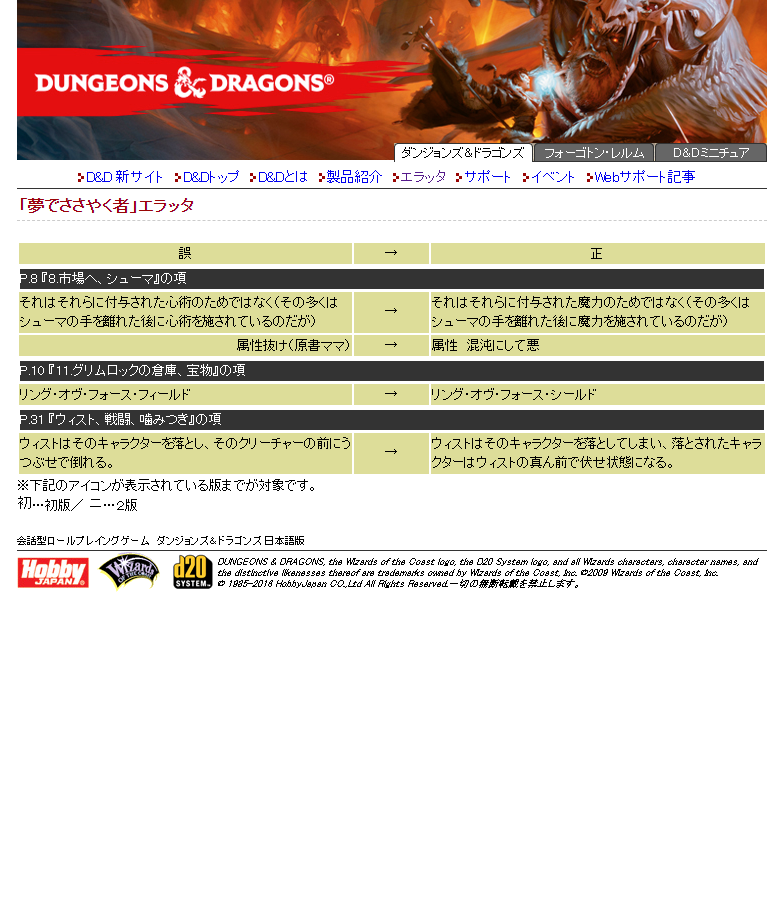 DUNGEONS & DRAGONS®
ダンジョンズ&ドラゴンズ フォーゴトン・レルム D&Dミニチュア
D&D 新サイト D&Dトップ D&Dとは 製品紹介 エラッタ サポート イベント Webサポート記事
「夢でささやく者」エラッタ
誤 → 正
P.8 『8.市場へ、シューマ』の項
それはそれらに付与された心術のためではなく(その多くは
シューマの手を離れた後に心術を施されているのだが)
→
それはそれらに付与された魔力のためではなく(その多くは
シューマの手を離れた後に魔力を施されているのだが)
属性抜け(原書ママ) → 属性 混沌にして悪
P.10 『11.グリムロックの倉庫、宝物』の項
リング・オヴ・フォース・フィールド → リング・オヴ・フォース・シールド
P.31 『ウィスト、戦闘、噛みつき』の項
ウィストはそのキャラクターを落とし、そのクリーチャーの前にう
つぶせで倒れる。
→
ウィストはそのキャラクターを落としてしまい、落とされたキャラ
クターはウィストの真ん前で伏せ状態になる。
※下記のアイコンが表示されている版までが対象です。
初…初版/ 二…2版
会話型ロールプレイングゲーム ダンジョンズ&ドラゴンズ日本語版
Hobby JAPAN Wizards OF THE COAST d20 SYSTEM
DUNGEONS & DRAGONS, the Wizards of the Coast logo, the D20 System logo, and all Wizards characters, character names, and
the distinctive likenesses thereof are trademarks owned by Wizards of the Coast, Inc. ©2009 Wizards of the Coast, Inc.
© 1985-2016 HobbyJapan CO.,Ltd All Rights Reserved.一切の無断転載を禁止します。